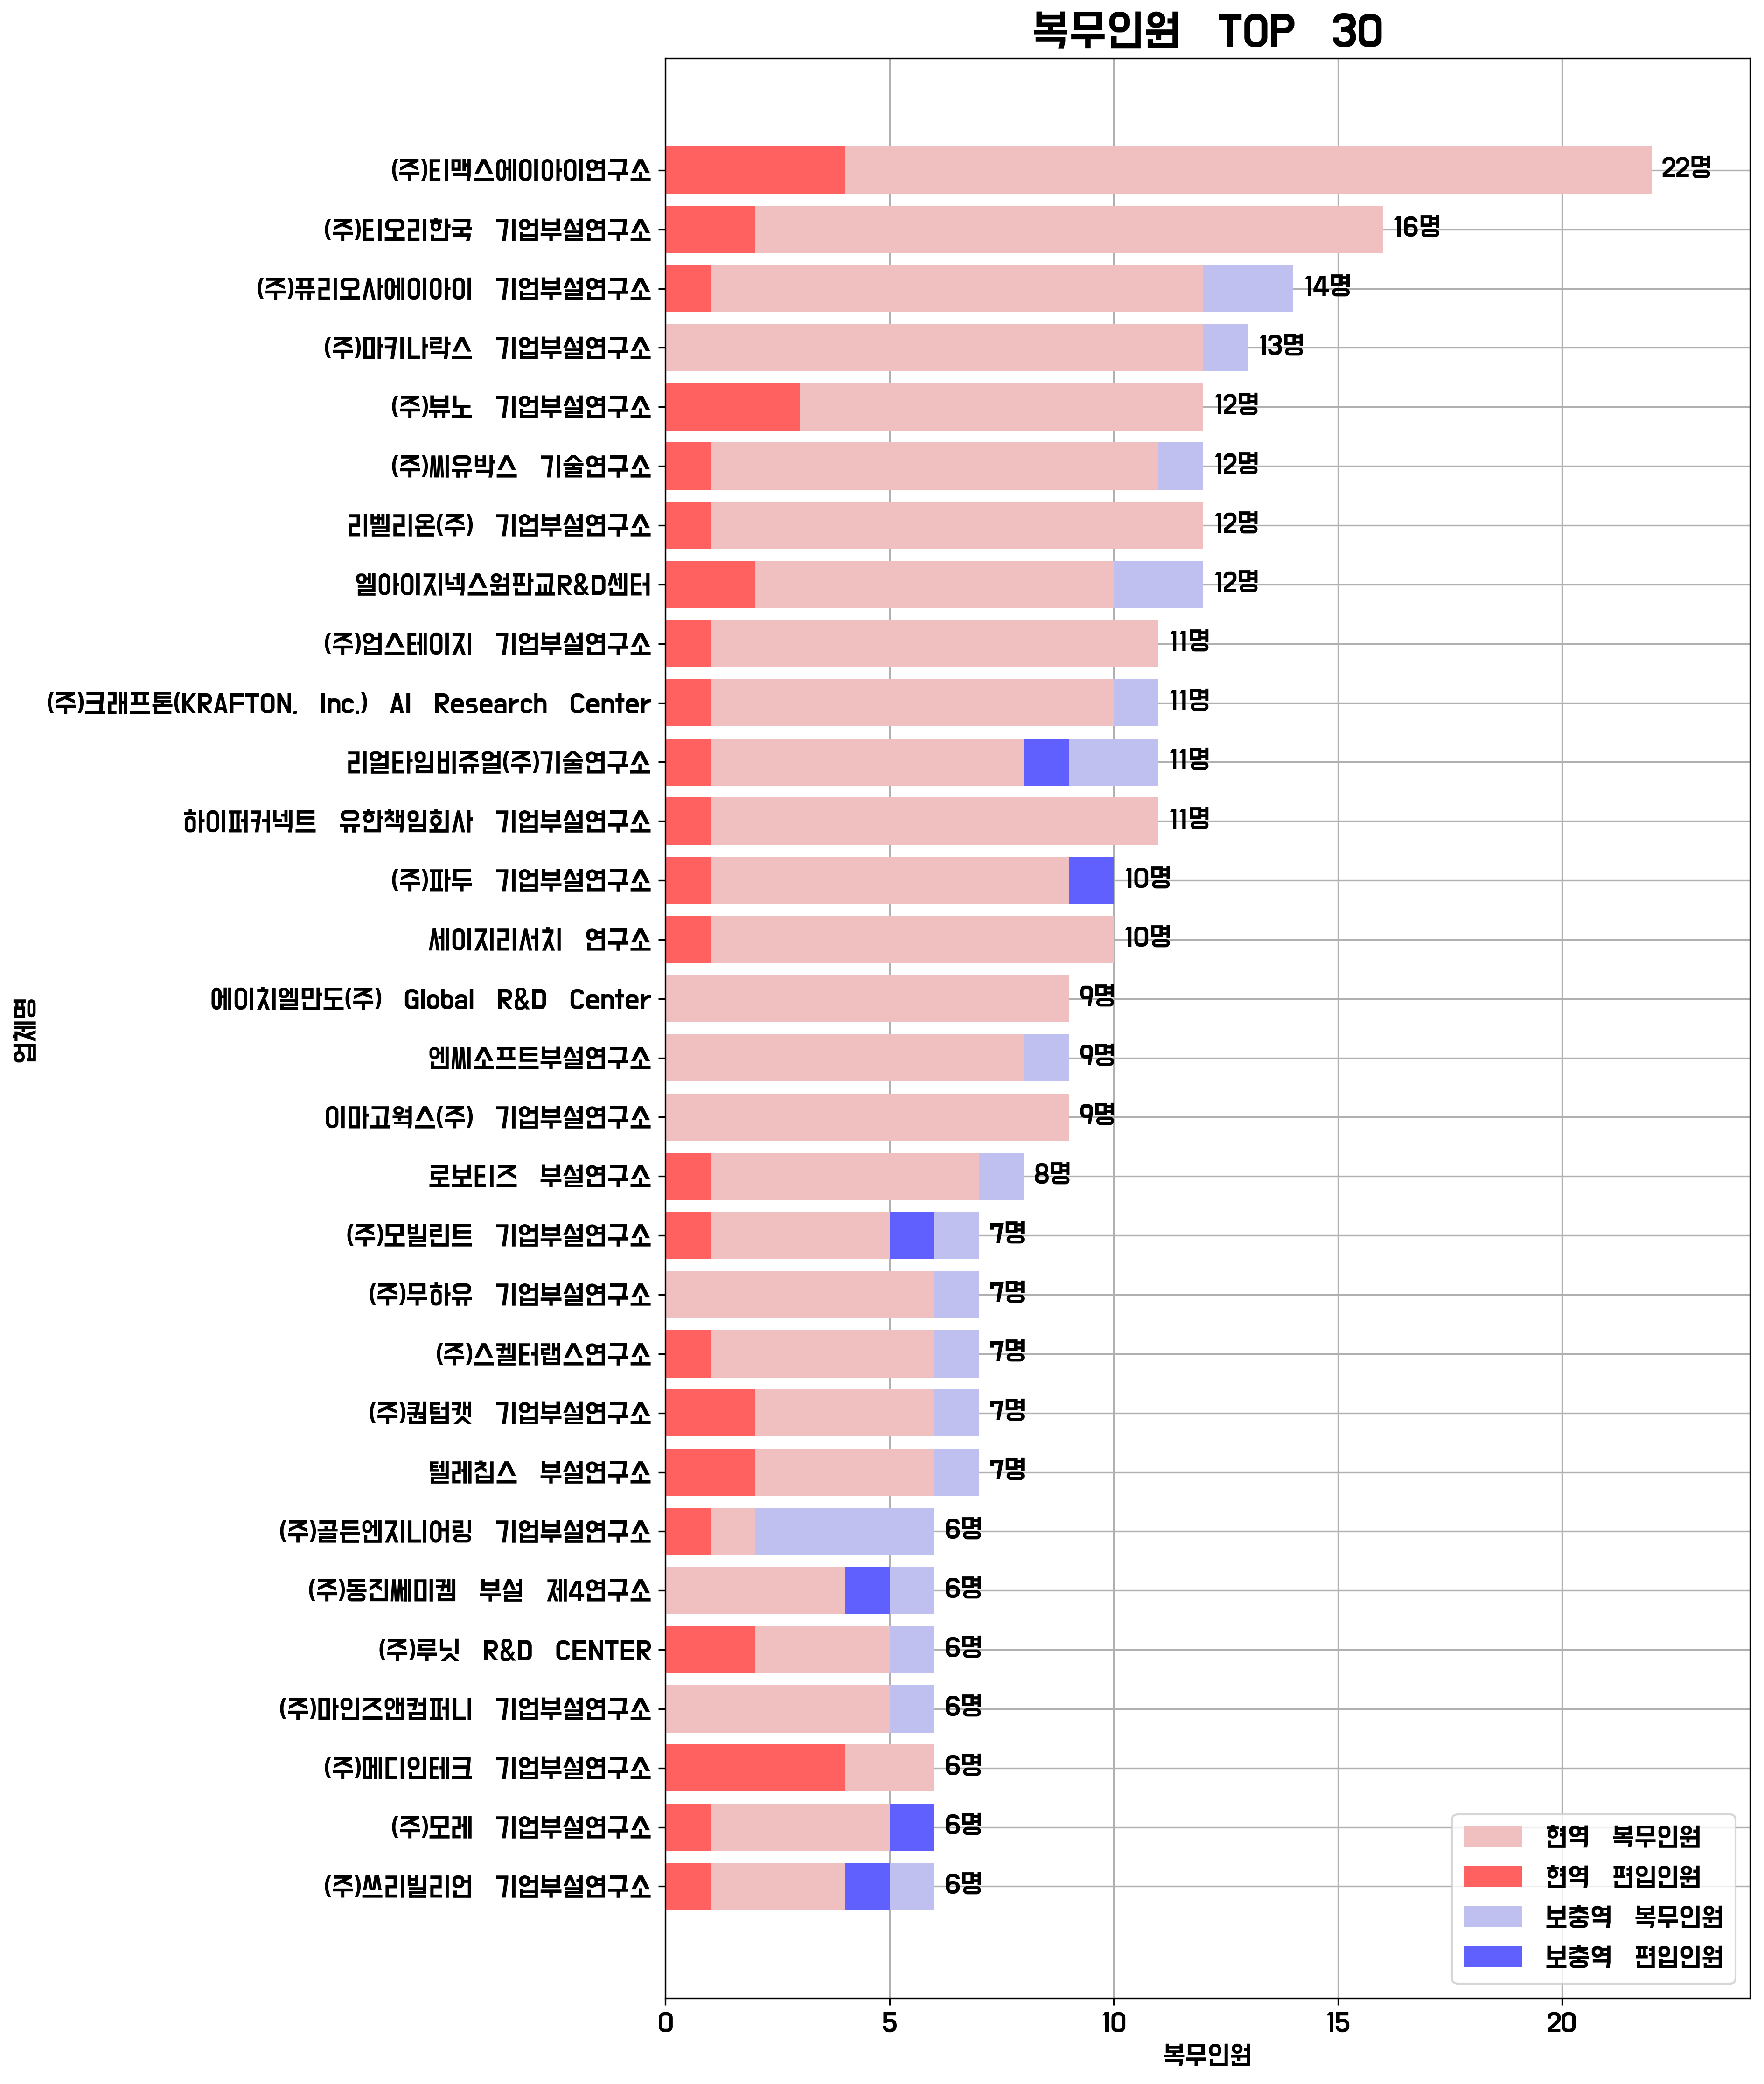 복무인원 TOP 30
(주)티맥스에이아이연구소 22명
(주)티오리한국 기업부설연구소 16명
(주)퓨리오사에이아이 기업부설연구소 14명
(주)마키나락스 기업부설연구소 13명
(주)뷰노 기업부설연구소 12명
(주)씨유박스 기술연구소 12명
리벨리온(주) 기업부설연구소 12명
엘아이지넥스원판교R&D센터 12명
(주)업스테이지 기업부설연구소 11명
(주)크래프톤(KRAFTON, Inc.) AI Research Center 11명
리얼타임비쥬얼(주)기술연구소 11명
하이퍼커넥트 유한책임회사 기업부설연구소 11명
(주)파두 기업부설연구소 10명
세이지리서치 연구소 10명
에이치엘만도(주) Global R&D Center 9명
엔씨소프트부설연구소 9명
이마고웍스(주) 기업부설연구소 9명
로보티즈 부설연구소 8명
(주)모빌린트 기업부설연구소 7명
(주)무하유 기업부설연구소 7명
(주)스켈터랩스연구소 7명
(주)퀀텀캣 기업부설연구소 7명
텔레칩스 부설연구소 7명
(주)골든엔지니어링 기업부설연구소 6명
(주)동진쎄미켐 부설 제4연구소 6명
(주)루닛 R&D CENTER 6명
(주)마인즈앤컴퍼니 기업부설연구소 6명
(주)메디인테크 기업부설연구소 6명
(주)모레 기업부설연구소 6명
(주)쓰리빌리언 기업부설연구소 6명
업체명
현역 복무인원
현역 편입인원
보충역 복무인원
보충역 편입인원
0 5 10 15 20
복무인원